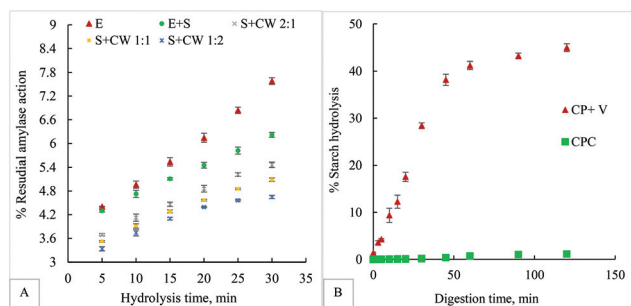 E
E+S
S+CW 2:1
S+CW 1:1
S+CW 1:2
% Resudial amylase action
8.4
7.8
7.2
6.6
6
5.4
4.8
4.2
3.6
3
0 5 10 15 20 25 30 35
Hydrolysis time, min
A
% Starch hydrolysis
50
40
30
20
10
0
CP+ V
CPC
0 50 100 150
Digestion time, min
B